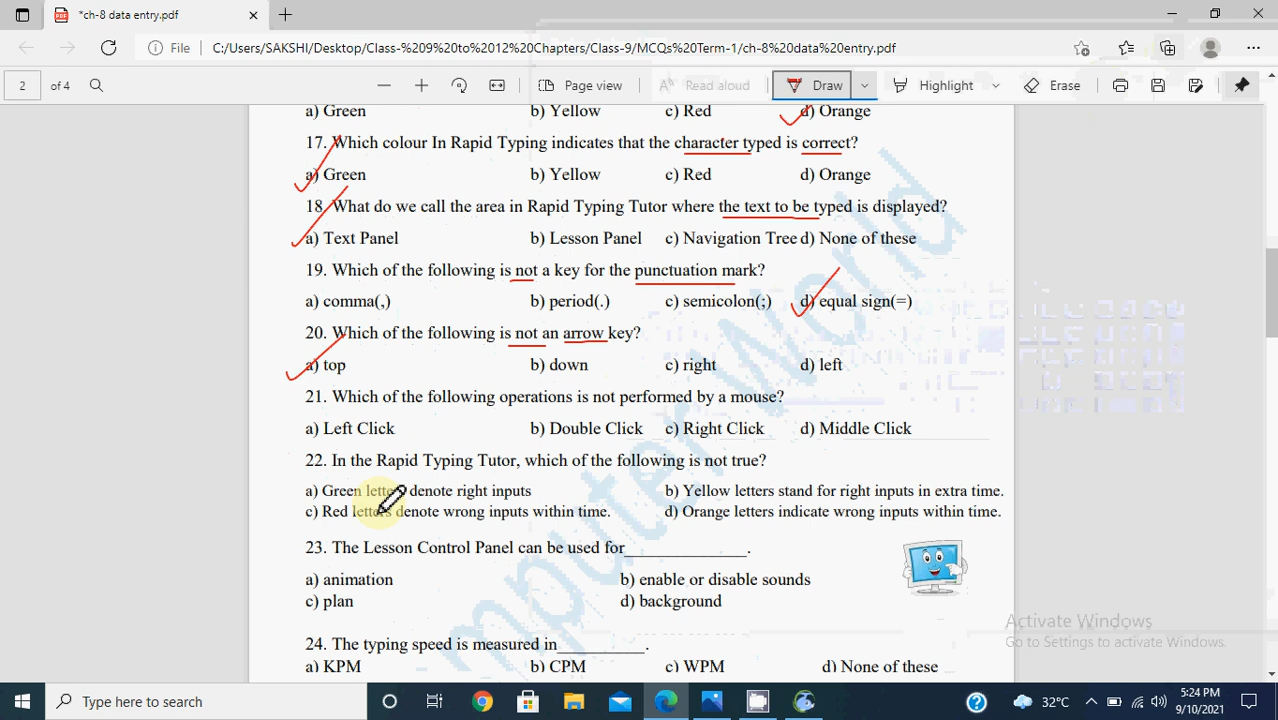 *ch-8 data entry.pdf
File C:/Users/SAKSHI/Desktop/Class-%209%20to%2012%20Chapters/Class-9/MCQs%20Term-1/ch-8%20data%20entry.pdf
2 of 4 Page view Read aloud Draw Highlight Erase
a) Green b) Yellow c) Red d) Orange
17. Which colour In Rapid Typing indicates that the character typed is correct?
a) Green b) Yellow c) Red d) Orange
18. What do we call the area in Rapid Typing Tutor where the text to be typed is displayed?
a) Text Panel b) Lesson Panel c) Navigation Tree d) None of these
19. Which of the following is not a key for the punctuation mark?
a) comma(,) b) period(.) c) semicolon(;) d) equal sign(=)
20. Which of the following is not an arrow key?
a) top b) down c) right d) left
21. Which of the following operations is not performed by a mouse?
a) Left Click b) Double Click c) Right Click d) Middle Click
22. In the Rapid Typing Tutor, which of the following is not true?
a) Green letters denote right inputs b) Yellow letters stand for right inputs in extra time.
c) Red letters denote wrong inputs within time. d) Orange letters indicate wrong inputs within time.
23. The Lesson Control Panel can be used for______________.
a) animation b) enable or disable sounds
c) plan d) background
24. The typing speed is measured in__________.
a) KPM b) CPM c) WPM d) None of these
mputer World
Activate Windows
Go to Settings to activate Windows.
Type here to search 32°C 5:24 PM
9/10/2021